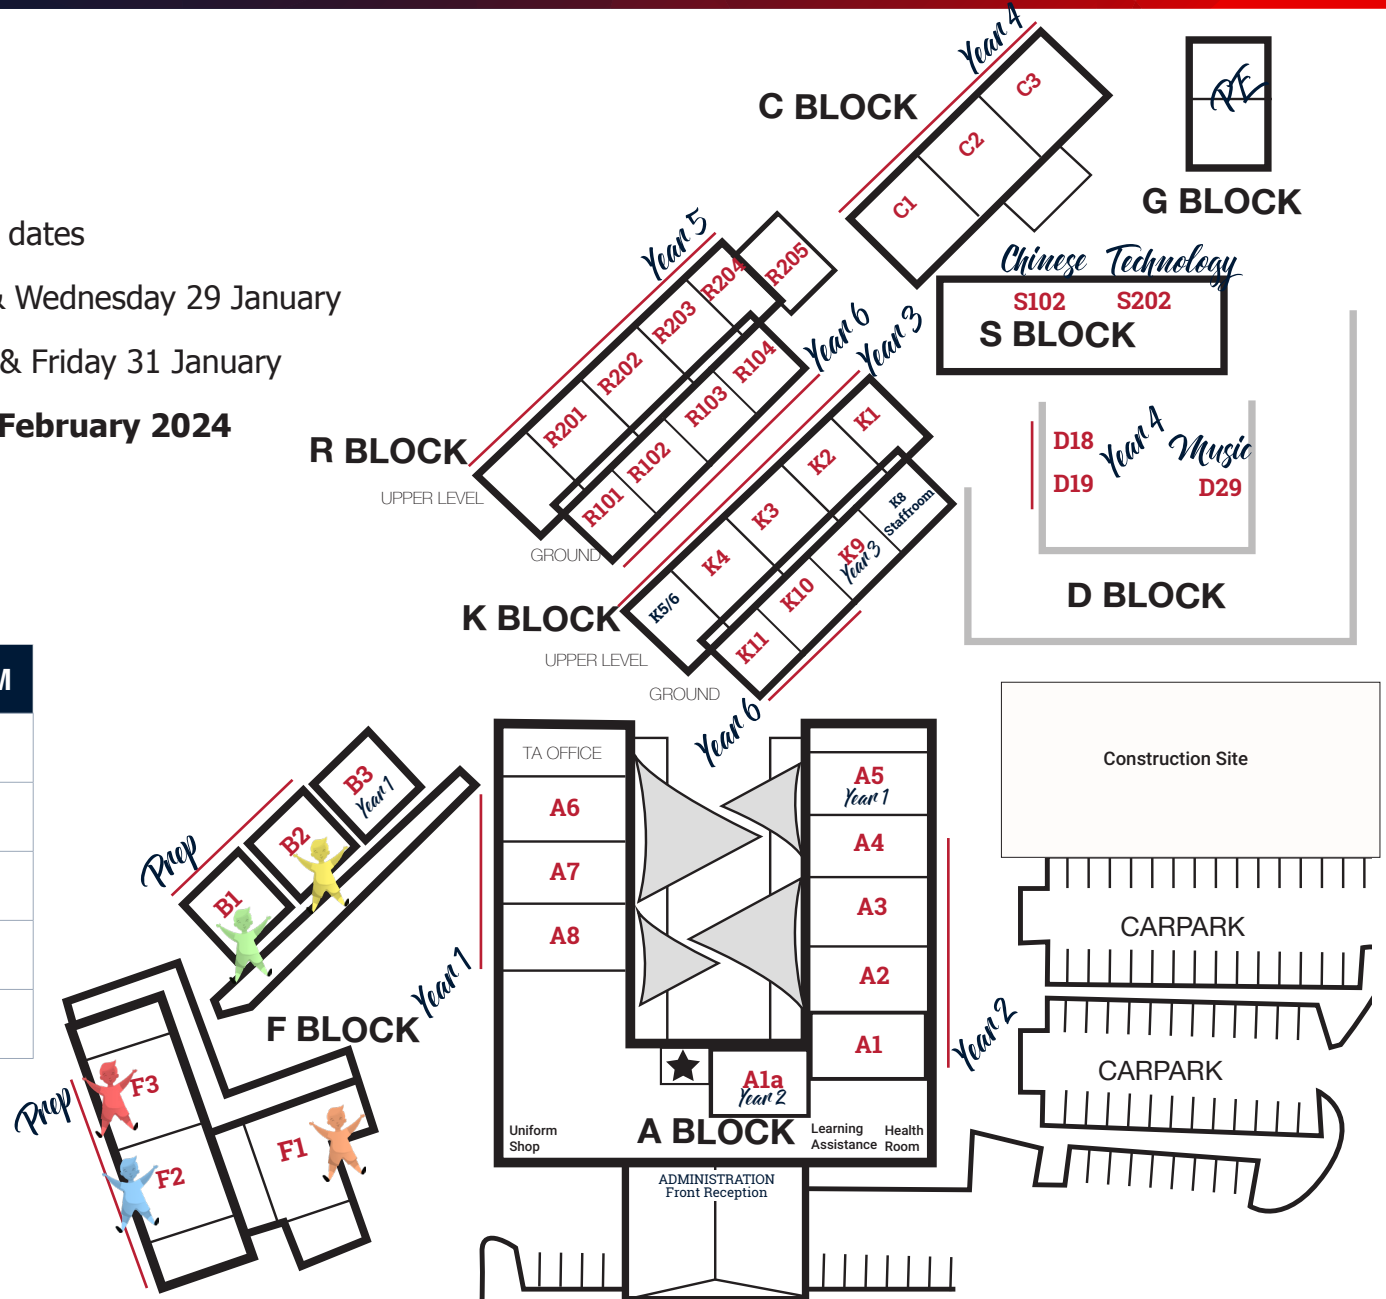 dates
& Wednesday 29 January
& Friday 31 January
February 2024
M
Year 4
C BLOCK
C3
C2
C1
PE
G BLOCK
Year 5
R205
R204
R203
R202
R201
R BLOCK
UPPER LEVEL
Year 6
R104
R103
R102
R101
GROUND
Chinese Technology
S102 S202
S BLOCK
Year 3
K1
K2
K3
K4
K5/6
K BLOCK
UPPER LEVEL
K8
Staffroom
K9
Year 3
K10
K11
GROUND
Year 6
D18
D19
Year 4
Music
D29
D BLOCK
Construction Site
CARPARK
CARPARK
Prep
B3
Year 1
B2
B1
F BLOCK
Prep
F3
F2
F1
Year 1
TA OFFICE
A6
A7
A8
A5
Year 1
A4
A3
A2
A1
Year 2
A1a
Year 2
A BLOCK
Uniform
Shop
Learning
Assistance
Health
Room
ADMINISTRATION
Front Reception